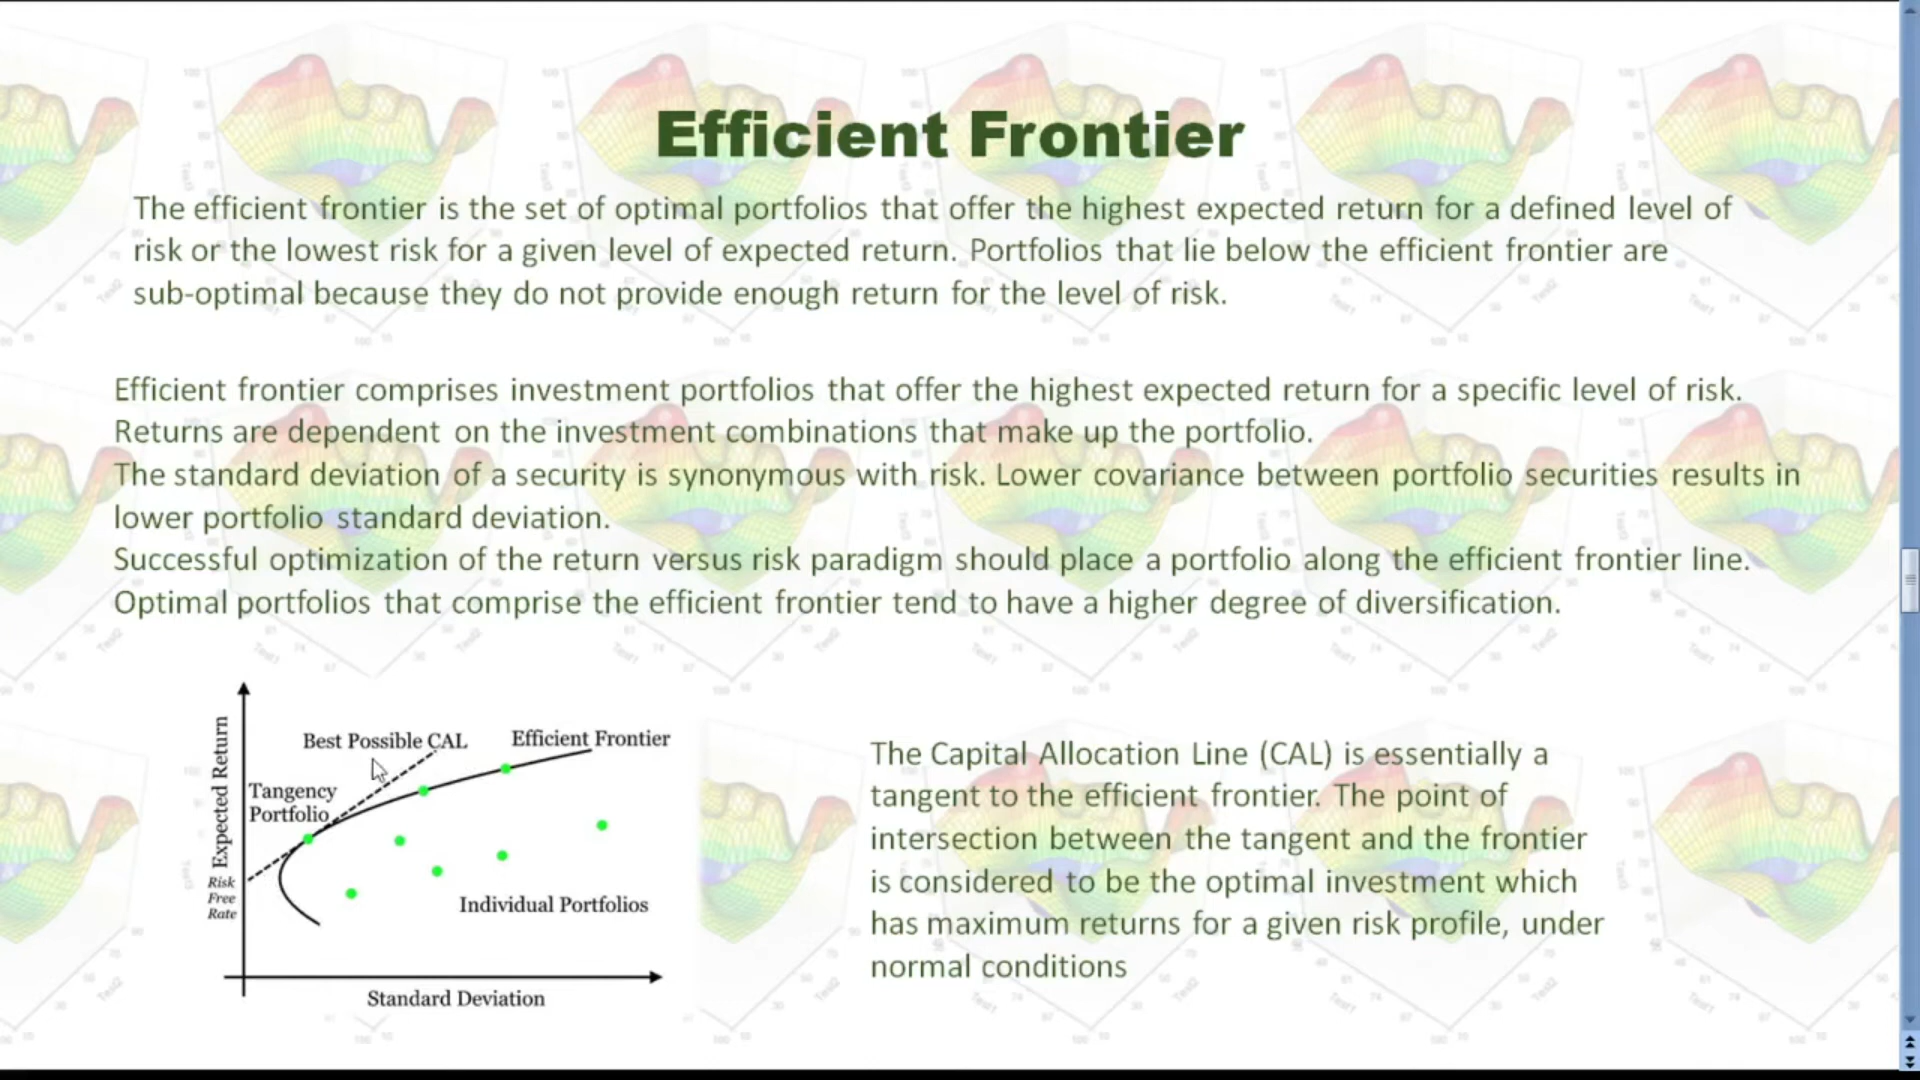 Efficient Frontier
The efficient frontier is the set of optimal portfolios that offer the highest expected return for a defined level of
risk or the lowest risk for a given level of expected return. Portfolios that lie below the efficient frontier are
sub-optimal because they do not provide enough return for the level of risk.
Efficient frontier comprises investment portfolios that offer the highest expected return for a specific level of risk.
Returns are dependent on the investment combinations that make up the portfolio.
The standard deviation of a security is synonymous with risk. Lower covariance between portfolio securities results in
lower portfolio standard deviation.
Successful optimization of the return versus risk paradigm should place a portfolio along the efficient frontier line.
Optimal portfolios that comprise the efficient frontier tend to have a higher degree of diversification.
Expected Return
Best Possible CAL
Efficient Frontier
Tangency
Portfolio
Risk
Free
Rate
Individual Portfolios
Standard Deviation
The Capital Allocation Line (CAL) is essentially a
tangent to the efficient frontier. The point of
intersection between the tangent and the frontier
is considered to be the optimal investment which
has maximum returns for a given risk profile, under
normal conditions